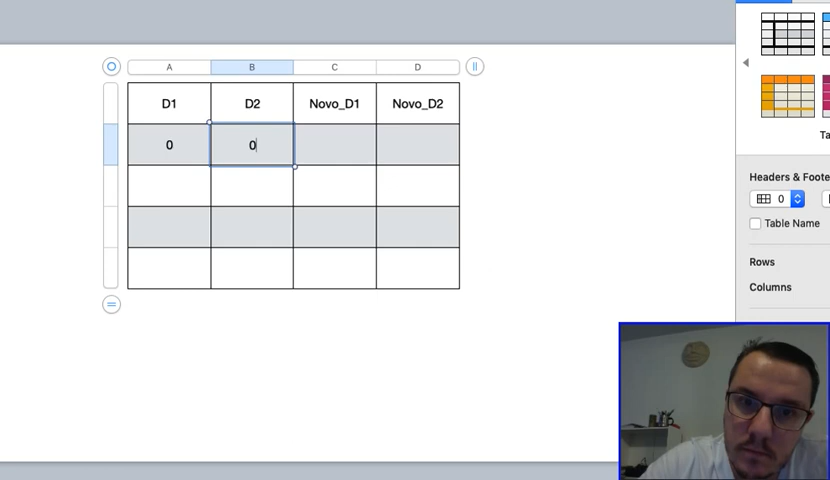 A B C D
D1 D2 Novo_D1 Novo_D2
0 0
Ta
Headers & Foote
0
Table Name
Rows
Columns